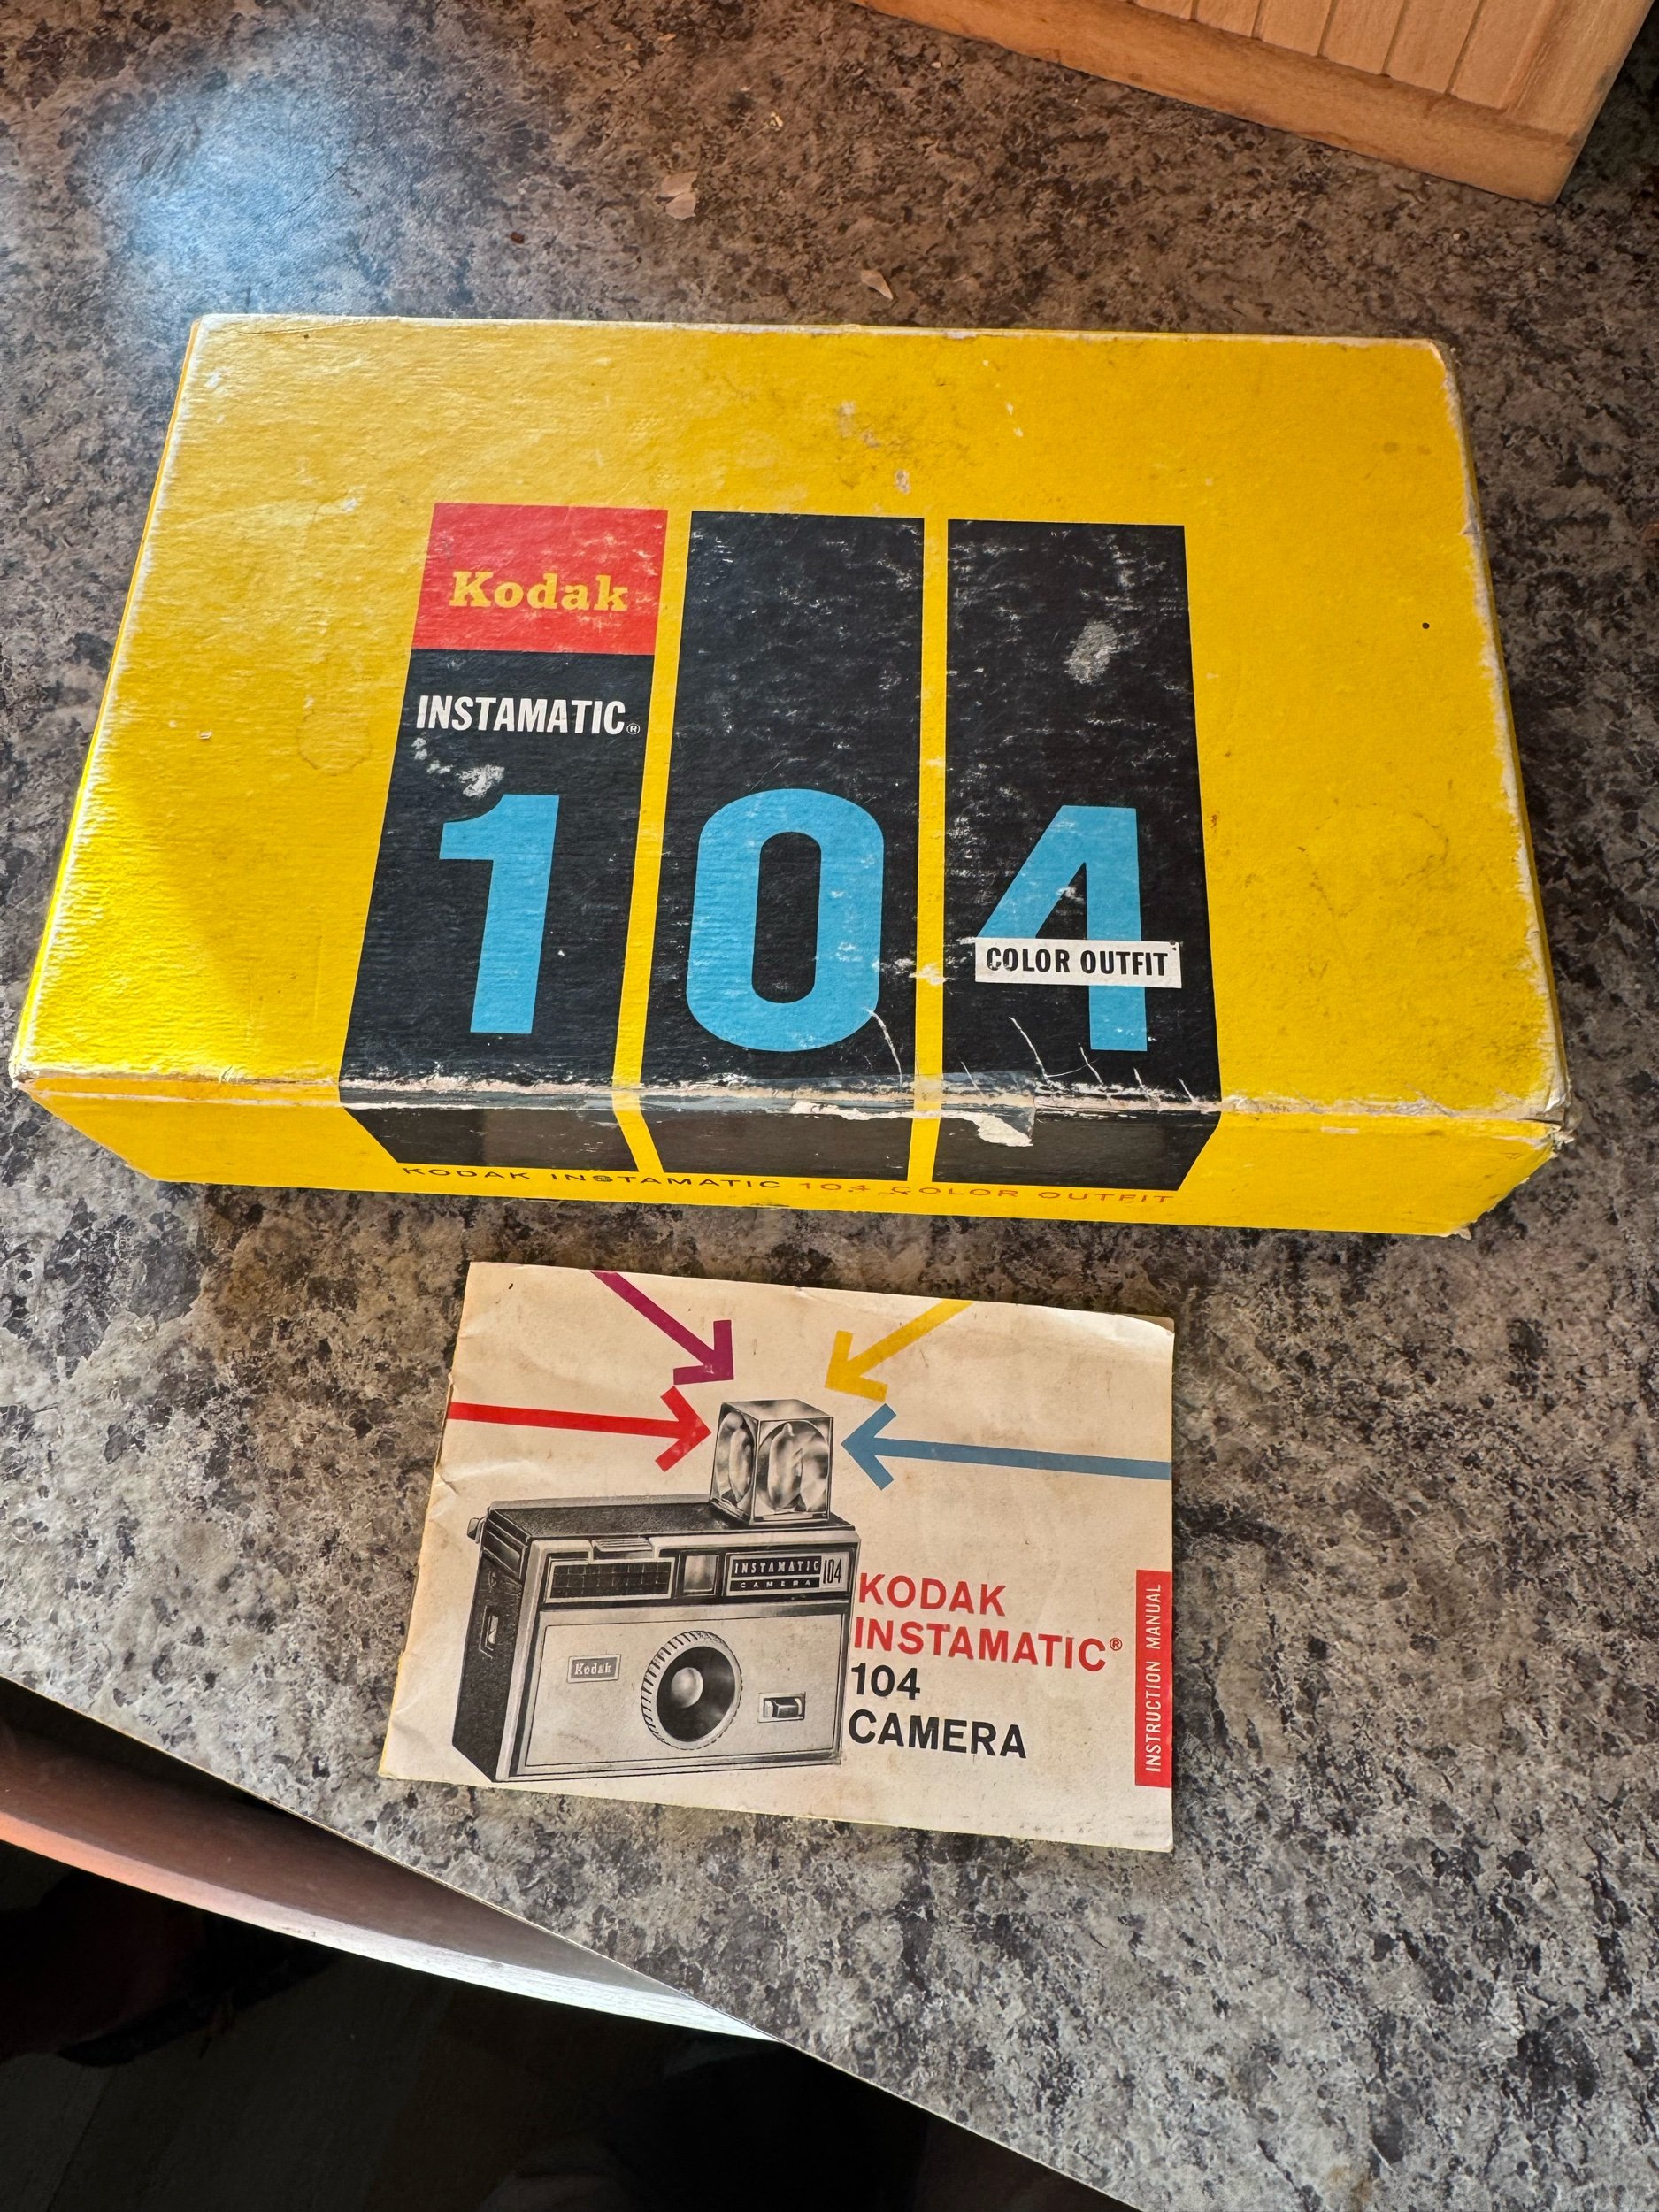 Kodak
INSTAMATIC®
104
COLOR OUTFIT
KODAK INSTAMATIC 104 COLOR OUTFIT
INSTAMATIC 104
CAMERA
Kodak
KODAK
INSTAMATIC®
104
CAMERA
INSTRUCTION MANUAL